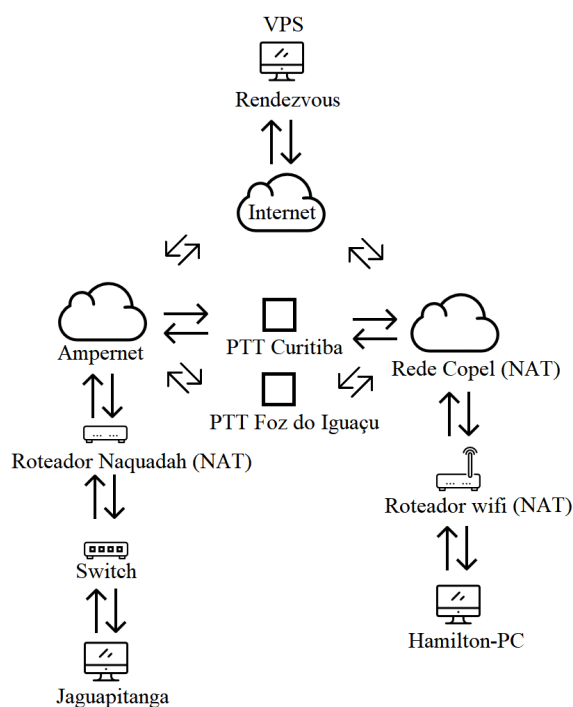 VPS
Rendezvous
Internet
Ampernet
PTT Curitiba
Rede Copel (NAT)
PTT Foz do Iguaçu
Roteador Naquadah (NAT)
Roteador wifi (NAT)
Switch
Hamilton-PC
Jaguapitanga